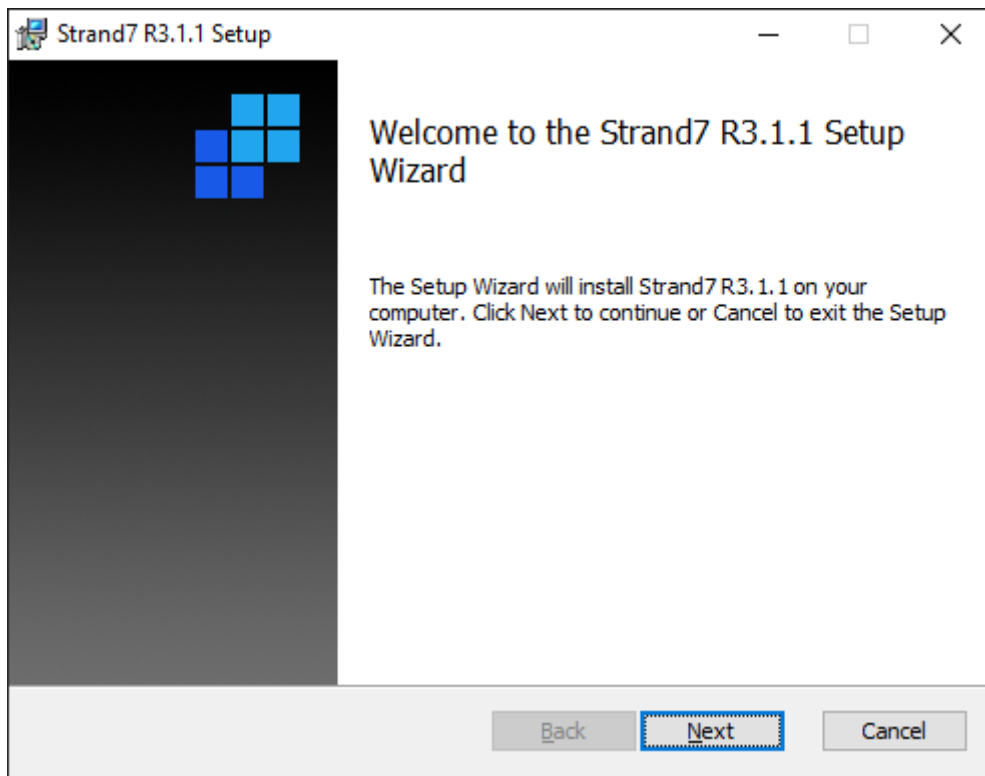 Strand7 R3.1.1 Setup
Welcome to the Strand7 R3.1.1 Setup
Wizard
The Setup Wizard will install Strand7 R3.1.1 on your
computer. Click Next to continue or Cancel to exit the Setup
Wizard.
Back Next Cancel